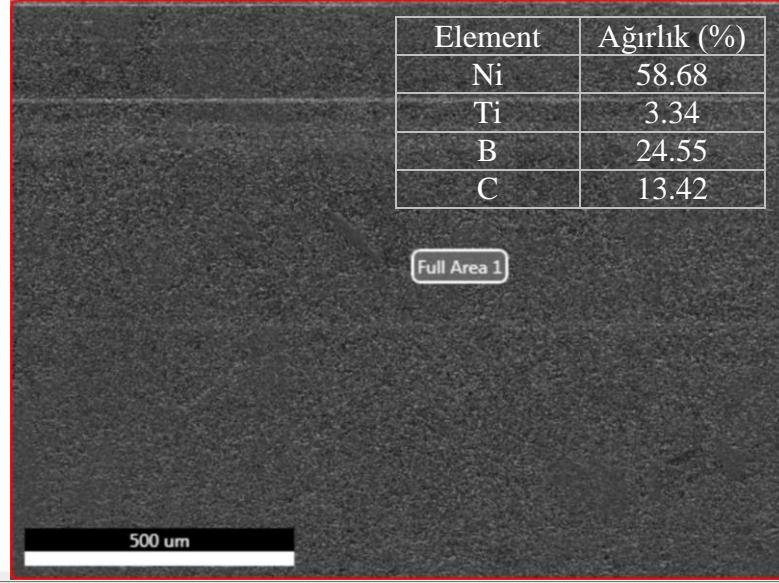 Element Ağırlık (%)
Ni 58.68
Ti 3.34
B 24.55
C 13.42
Full Area 1
500 um